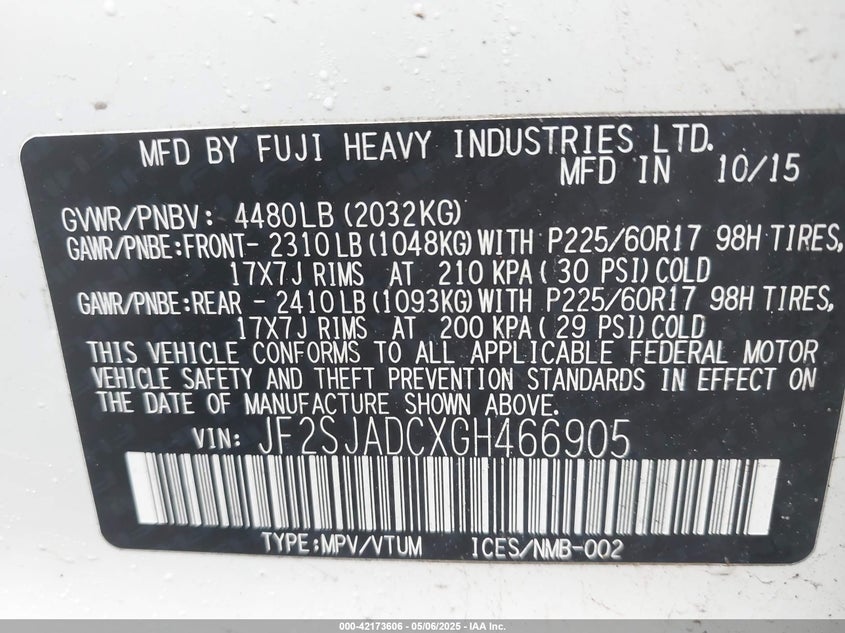 MFD BY FUJI HEAVY INDUSTRIES LTD.
MFD IN 10/15
GVWR/PNBV: 4480LB (2032KG)
GAWR/PNBE:FRONT- 2310LB (1048KG) WITH P225/60R17 98H TIRES,
17X7J RIMS AT 210 KPA ( 30 PSI) COLD
GAWR/PNBE:REAR - 2410LB (1093KG) WITH P225/60R17 98H TIRES,
17X7J RIMS AT 200 KPA ( 29 PSI) COLD
THIS VEHICLE CONFORMS TO ALL APPLICABLE FEDERAL MOTOR
VEHICLE SAFETY AND THEFT PREVENTION STANDARDS IN EFFECT ON
THE DATE OF MANUFACTURE SHOWN ABOVE.
VIN: JF2SJADCXGH466905
TYPE:MPV/VTUM ICES/NMB-002
000-42173606 - 05/06/2025 - IAA Inc.